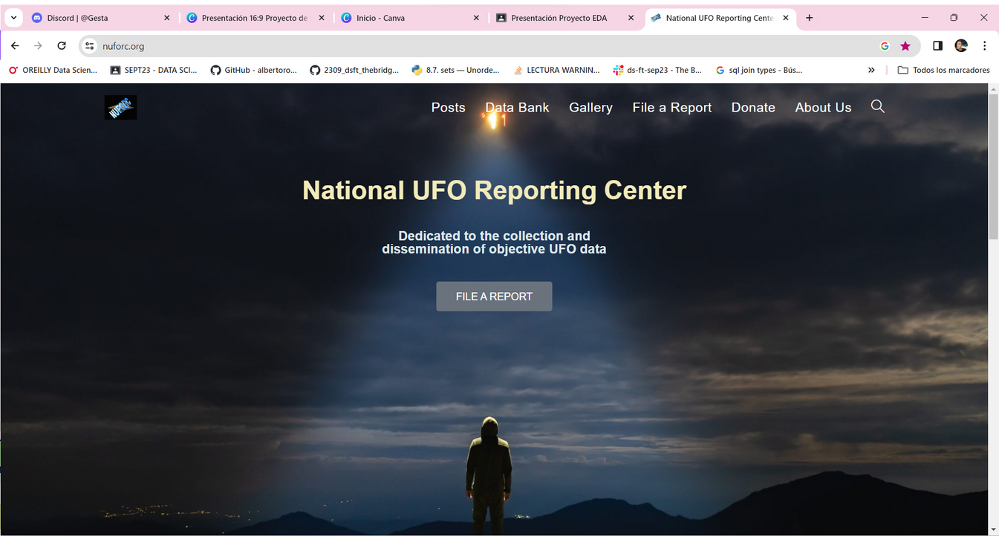 Discord | @Gesta
Presentación 16:9 Proyecto de
Inicio - Canva
Presentación Proyecto EDA
National UFO Reporting Cente
nuforc.org
OREILLY Data Scien...
SEPT23 - DATA SCI...
GitHub - albertoro...
2309_dsft_thebridg...
8.7. sets — Unorde...
LECTURA WARNIN...
ds-ft-sep23 - The B...
sql join types - Bús...
Todos los marcadores
NUFORC
Posts
Data Bank
Gallery
File a Report
Donate
About Us
National UFO Reporting Center
Dedicated to the collection and
dissemination of objective UFO data
FILE A REPORT